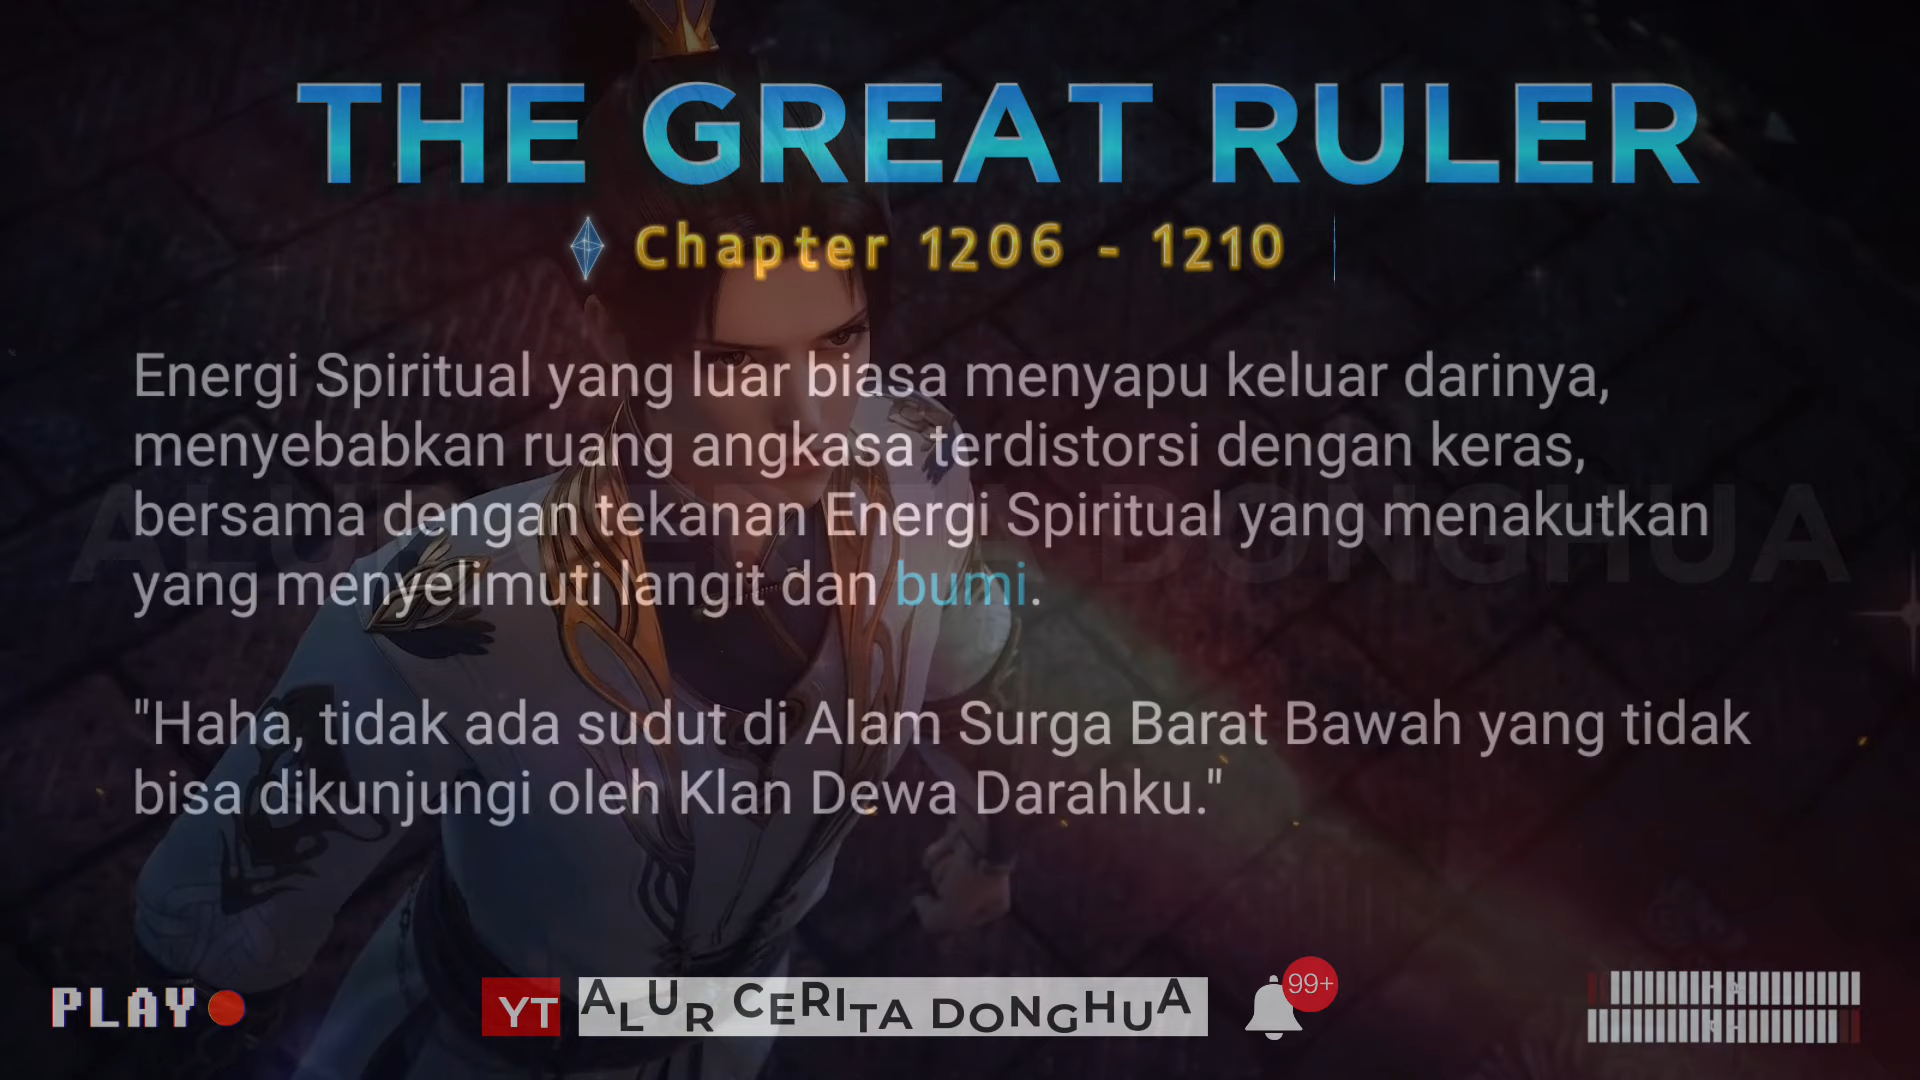 THE GREAT RULER
Chapter 1206 - 1210
Energi Spiritual yang luar biasa menyapu keluar darinya,
menyebabkan ruang angkasa terdistorsi dengan keras,
bersama dengan tekanan Energi Spiritual yang menakutkan
yang menyelimuti langit dan bumi.
"Haha, tidak ada sudut di Alam Surga Barat Bawah yang tidak
bisa dikunjungi oleh Klan Dewa Darahku."
PLAY
YT ALUR CERITA DONGHUA
99+